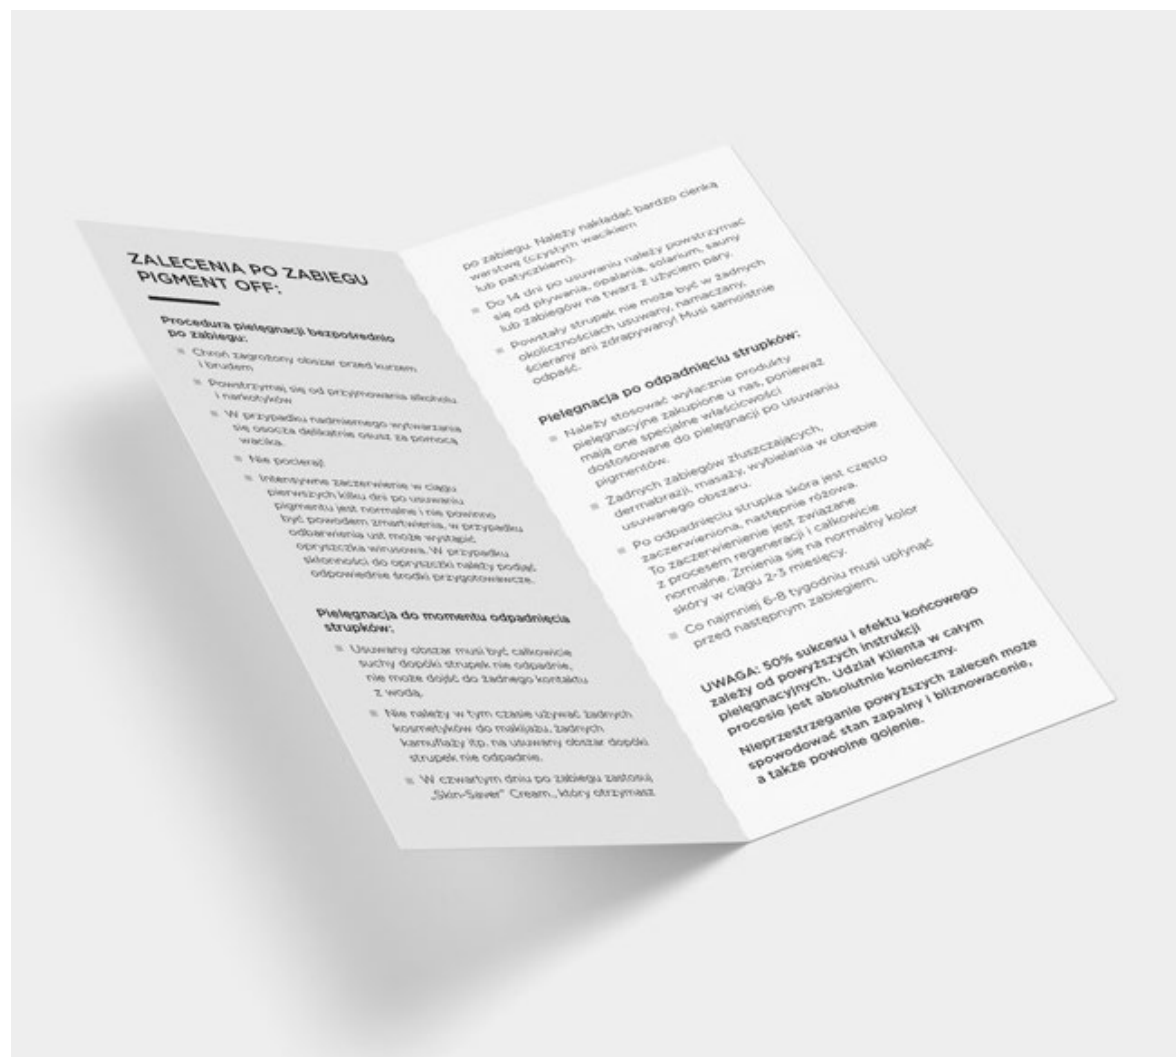 ZALECENIA PO ZABIEGU
PIGMENT OFF:
Procedura pielęgnacji bezpośrednio
po zabiegu:
Chroń zagrożony obszar przed kurzem
i brudem
Powstrzymaj się od przyjmowania alkoholu
i narkotyków
W przypadku nadmiernego wytwarzania
się osocza delikatnie osusz za pomocą
wacika.
Nie pocieraj!
Intensywne zaczerwienie w ciągu
pierwszych kilku dni po usuwaniu
pigmentu jest normalne i nie powinno
być powodem zmartwienia, w przypadku
odbarwienia ust może wystąpić
opryszczka wirusowa. W przypadku
skłonności do opryszczki należy podjąć
odpowiednie środki przygotowawcze.
Pielęgnacja do momentu odpadnięcia
strupków:
Usuwany obszar musi być całkowicie
suchy dopóki strupek nie odpadnie,
nie może dojść do żadnego kontaktu
z wodą.
Nie należy w tym czasie używać żadnych
kosmetyków do makijażu, żadnych
kamuflaży itp. na usuwany obszar dopóki
strupek nie odpadnie.
W czwartym dniu po zabiegu zastosuj
„Skin-Saver" Cream., który otrzymasz
po zabiegu. Należy nakładać bardzo cienką
warstwę (czystym wacikiem
lub patyczkiem).
Do 14 dni po usuwaniu należy powstrzymać
się od pływania, opalania, solarium, sauny
lub zabiegów na twarz z użyciem pary.
Powstały strupek nie może być w żadnych
okolicznościach usuwany, namaczany,
ścierany ani zdrapywany! Musi samoistnie
odpaść.
Pielęgnacja po odpadnięciu strupków:
Należy stosować wyłącznie produkty
pielęgnacyjne zakupione u nas, ponieważ
mają one specjalne właścicwości
dostosowane do pielęgnacji po usuwaniu
pigmentów.
Żadnych zabiegów złuszczających,
dermabrazji, masaży, wybielania w obrębie
usuwanego obszaru.
Po odpadnięciu strupka skóra jest często
zaczerwieniona, następnie różowa.
To zaczerwienienie jest związane
z procesem regeneracji i całkowicie
normalne. Zmienia się na normalny kolor
skóry w ciągu 2-3 miesięcy.
Co najmniej 6-8 tygodniu musi upłynąć
przed następnym zabiegiem.
UWAGA: 50% sukcesu i efektu końcowego
zależy od powyższych instrukcji
pielęgnacyjnych. Udział Klienta w całym
procesie jest absolutnie konieczny.
Nieprzestrzeganie powyższych zaleceń może
spowodować stan zapalny i bliznowacenie,
a także powolne gojenie.